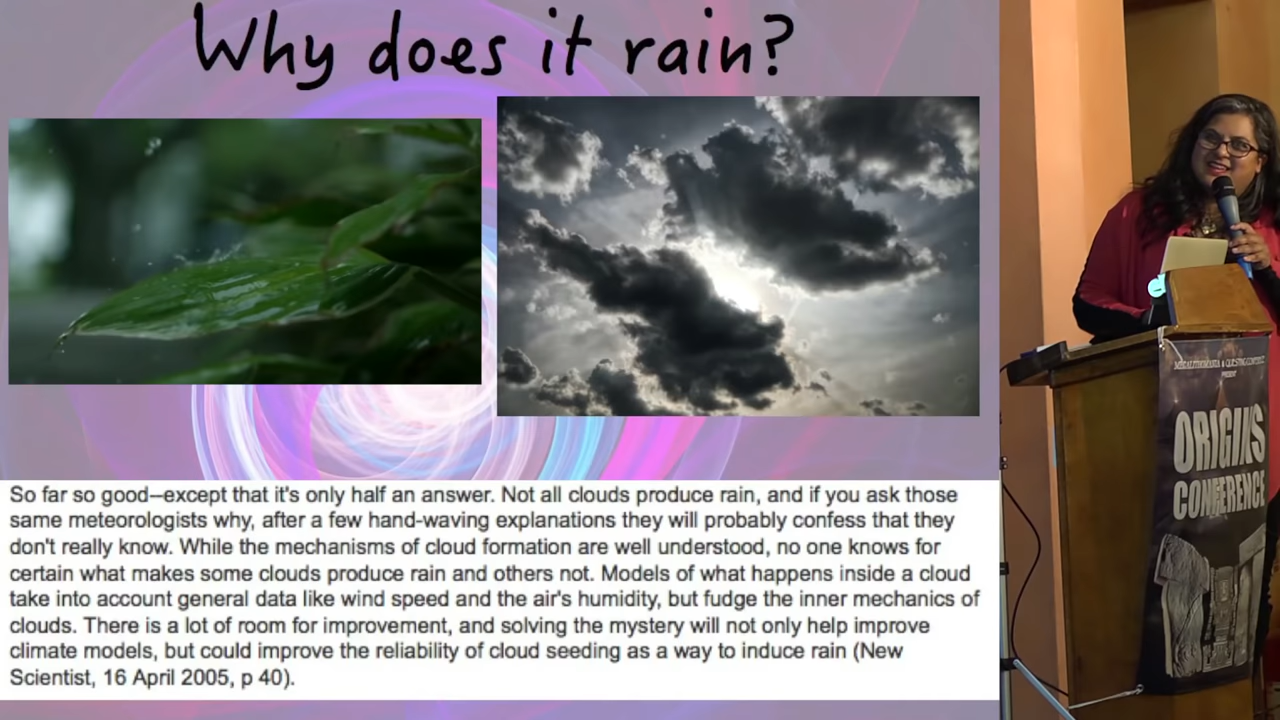 Why does it rain?
So far so good—except that it's only half an answer. Not all clouds produce rain, and if you ask those
same meteorologists why, after a few hand-waving explanations they will probably confess that they
don't really know. While the mechanisms of cloud formation are well understood, no one knows for
certain what makes some clouds produce rain and others not. Models of what happens inside a cloud
take into account general data like wind speed and the air's humidity, but fudge the inner mechanics of
clouds. There is a lot of room for improvement, and solving the mystery will not only help improve
climate models, but could improve the reliability of cloud seeding as a way to induce rain (New
Scientist, 16 April 2005, p 40).
PRESENT
ORIGINS
CONFERENCE